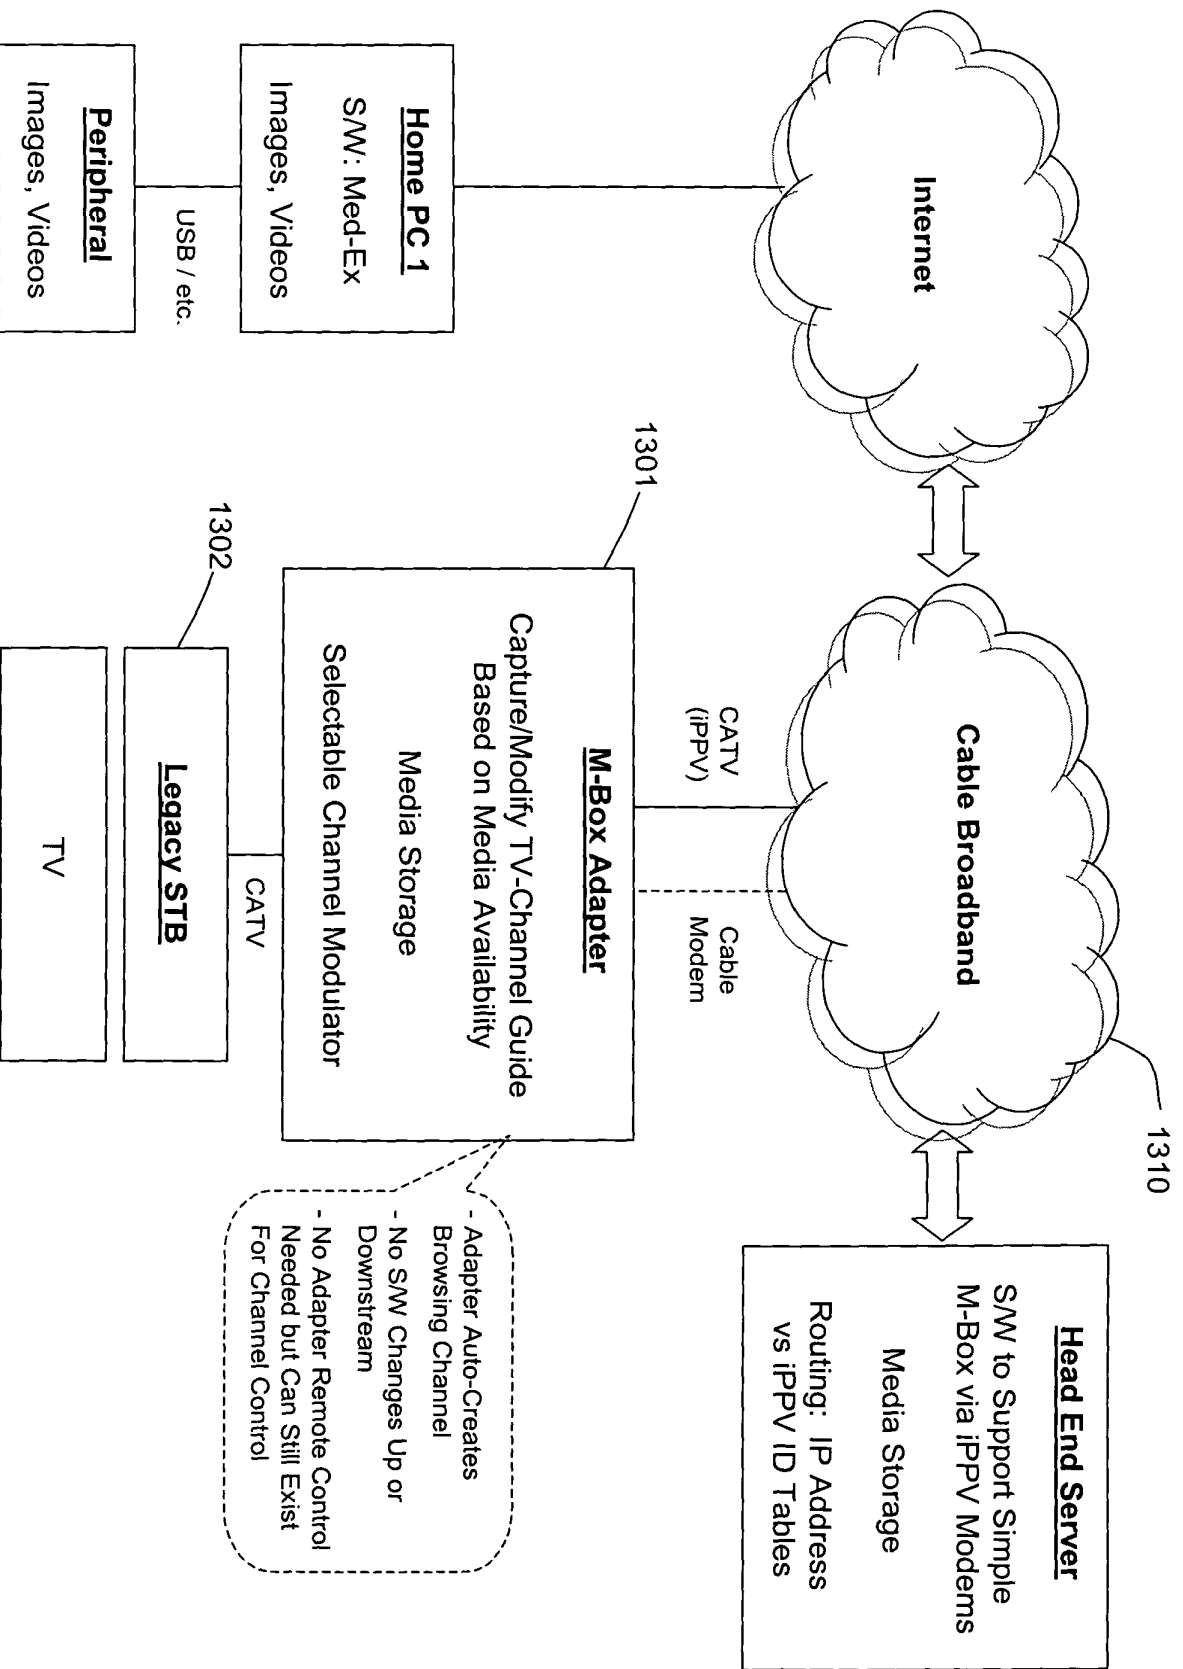 Internet
Cable Broadband
1310
Head End Server
S/W to Support Simple
M-Box via iPPV Modems
Media Storage
Routing: IP Address
vs iPPV ID Tables
Home PC 1
S/W: Med-Ex
Images, Videos
USB / etc.
Peripheral
Images, Videos
CATV
(iPPV)
Cable
Modem
1301
M-Box Adapter
Capture/Modify TV-Channel Guide
Based on Media Availability
Media Storage
Selectable Channel Modulator
- Adapter Auto-Creates
Browsing Channel
- No S/W Changes Up or
Downstream
- No Adapter Remote Control
Needed but Can Still Exist
For Channel Control
CATV
1302
Legacy STB
TV